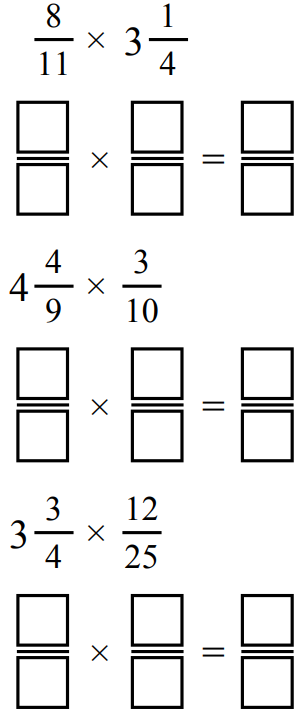 8/11 × 3 1/4
□/□ × □/□ = □/□
4 4/9 × 3/10
□/□ × □/□ = □/□
3 3/4 × 12/25
□/□ × □/□ = □/□